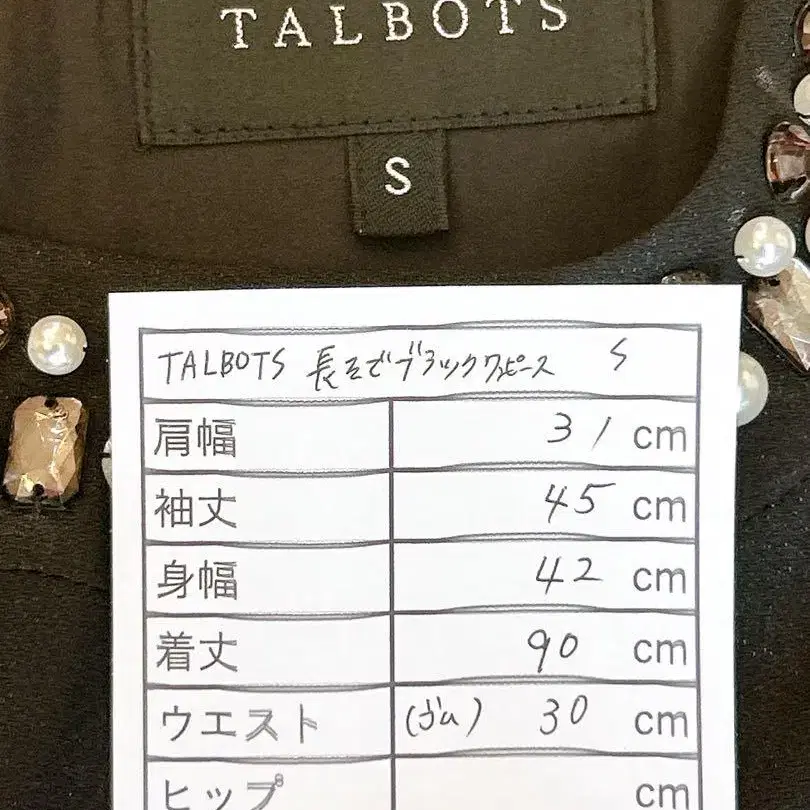 TALBOTS
S
TALBOTS 長そでブラックワンピース S
肩幅 31 cm
袖丈 45 cm
身幅 42 cm
着丈 90 cm
ウエスト (ゴム) 30 cm
ヒップ cm